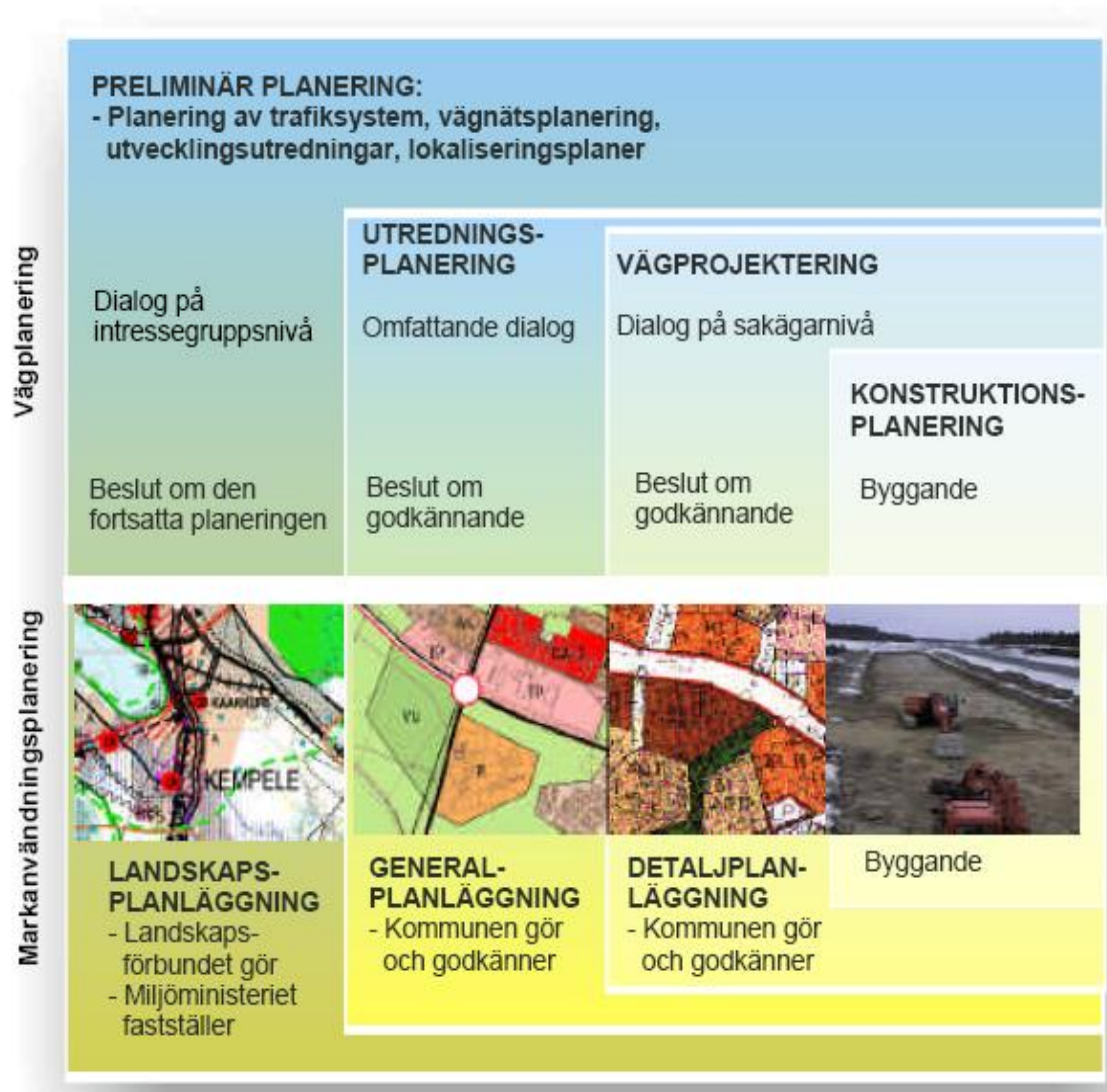 PRELIMINÄR PLANERING:
- Planering av trafiksystem, vägnätsplanering,
utvecklingsutredningar, lokaliseringsplaner
Vägplanering
Dialog på
intressegruppsnivå
Beslut om den
fortsatta planeringen
UTREDNINGS-
PLANERING
Omfattande dialog
Beslut om
godkännande
VÄGPROJEKTERING
Dialog på sakägarnivå
Beslut om
godkännande
KONSTRUKTIONS-
PLANERING
Byggande
Markanvändningsplanering
KEMPELE
VU
LANDSKAPS-
PLANLÄGGNING
- Landskaps-
förbundet gör
- Miljöministeriet
fastställer
GENERAL-
PLANLÄGGNING
- Kommunen gör
och godkänner
DETALJPLAN-
LÄGGNING
- Kommunen gör
och godkänner
Byggande